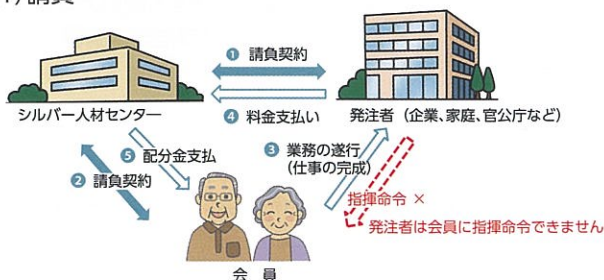 請負
❶ 請負契約
シルバー人材センター
❹ 料金支払い
発注者（企業、家庭、官公庁など）
❺ 配分金支払
❸ 業務の遂行
（仕事の完成）
❷ 請負契約
指揮命令 ×
発注者は会員に指揮命令できません
会 員